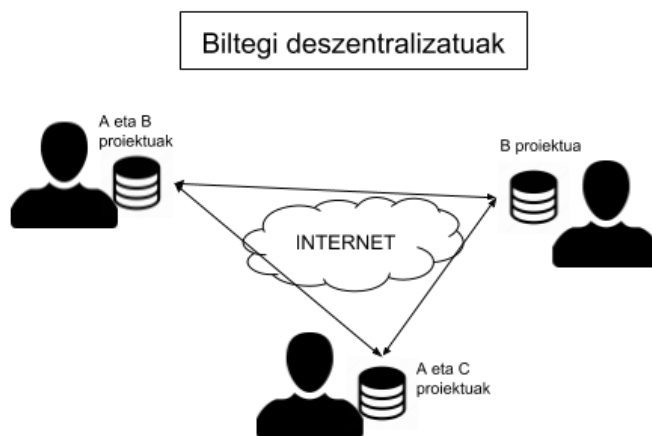 Biltegi deszentralizatuak
A eta B
proiektuak
B proiektua
INTERNET
A eta C
proiektuak